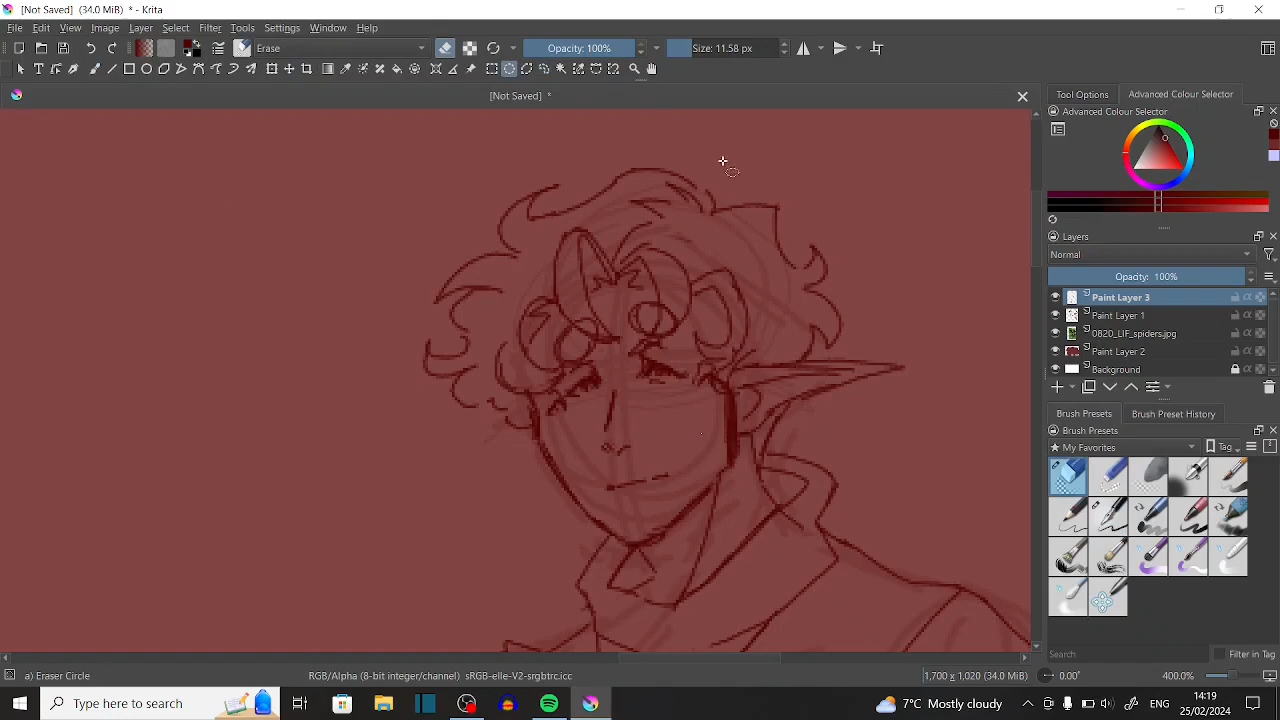 [Not Saved] (34.0 MiB) * - Krita
File Edit View Image Layer Select Filter Tools Settings Window Help
Erase Opacity: 100% Size: 11.58 px
[Not Saved] *
Tool Options Advanced Colour Selector
Advanced Colour Selector
Layers
Normal
Opacity: 100%
Paint Layer 3
Paint Layer 1
0820_LIF_spiders.jpg
Paint Layer 2
Background
Brush Presets Brush Preset History
Brush Presets
My Favorites Tag
Search Filter in Tag
a) Eraser Circle RGB/Alpha (8-bit integer/channel) sRGB-elle-V2-srgbtrc.icc 1,700 x 1,020 (34.0 MiB) 0.00° 400.0%
Type here to search 7°C Mostly cloudy ENG 14:19
25/02/2024